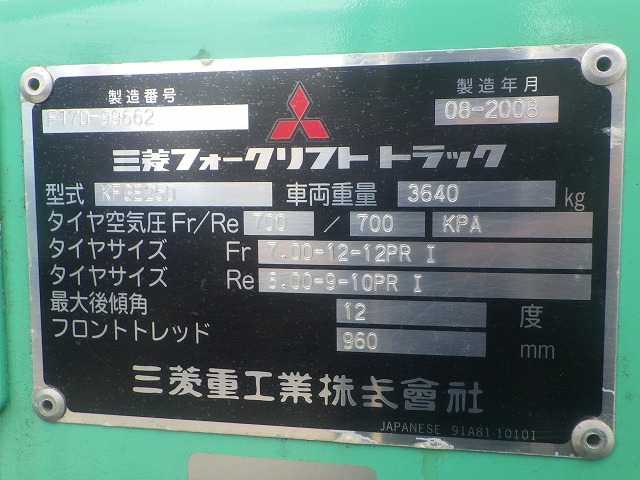 製造番号
F17D-99662
製造年月
08-2008
三菱フォークリフト トラック
型式 KFGE25D 車両重量 3640 kg
タイヤ空気圧 Fr/Re 700 / 700 KPA
タイヤサイズ Fr 7.00-12-12PR I
タイヤサイズ Re 6.00-9-10PR I
最大後傾角 12 度
フロントトレッド 960 mm
三菱重工業株式會社
JAPANESE 91A81-10101